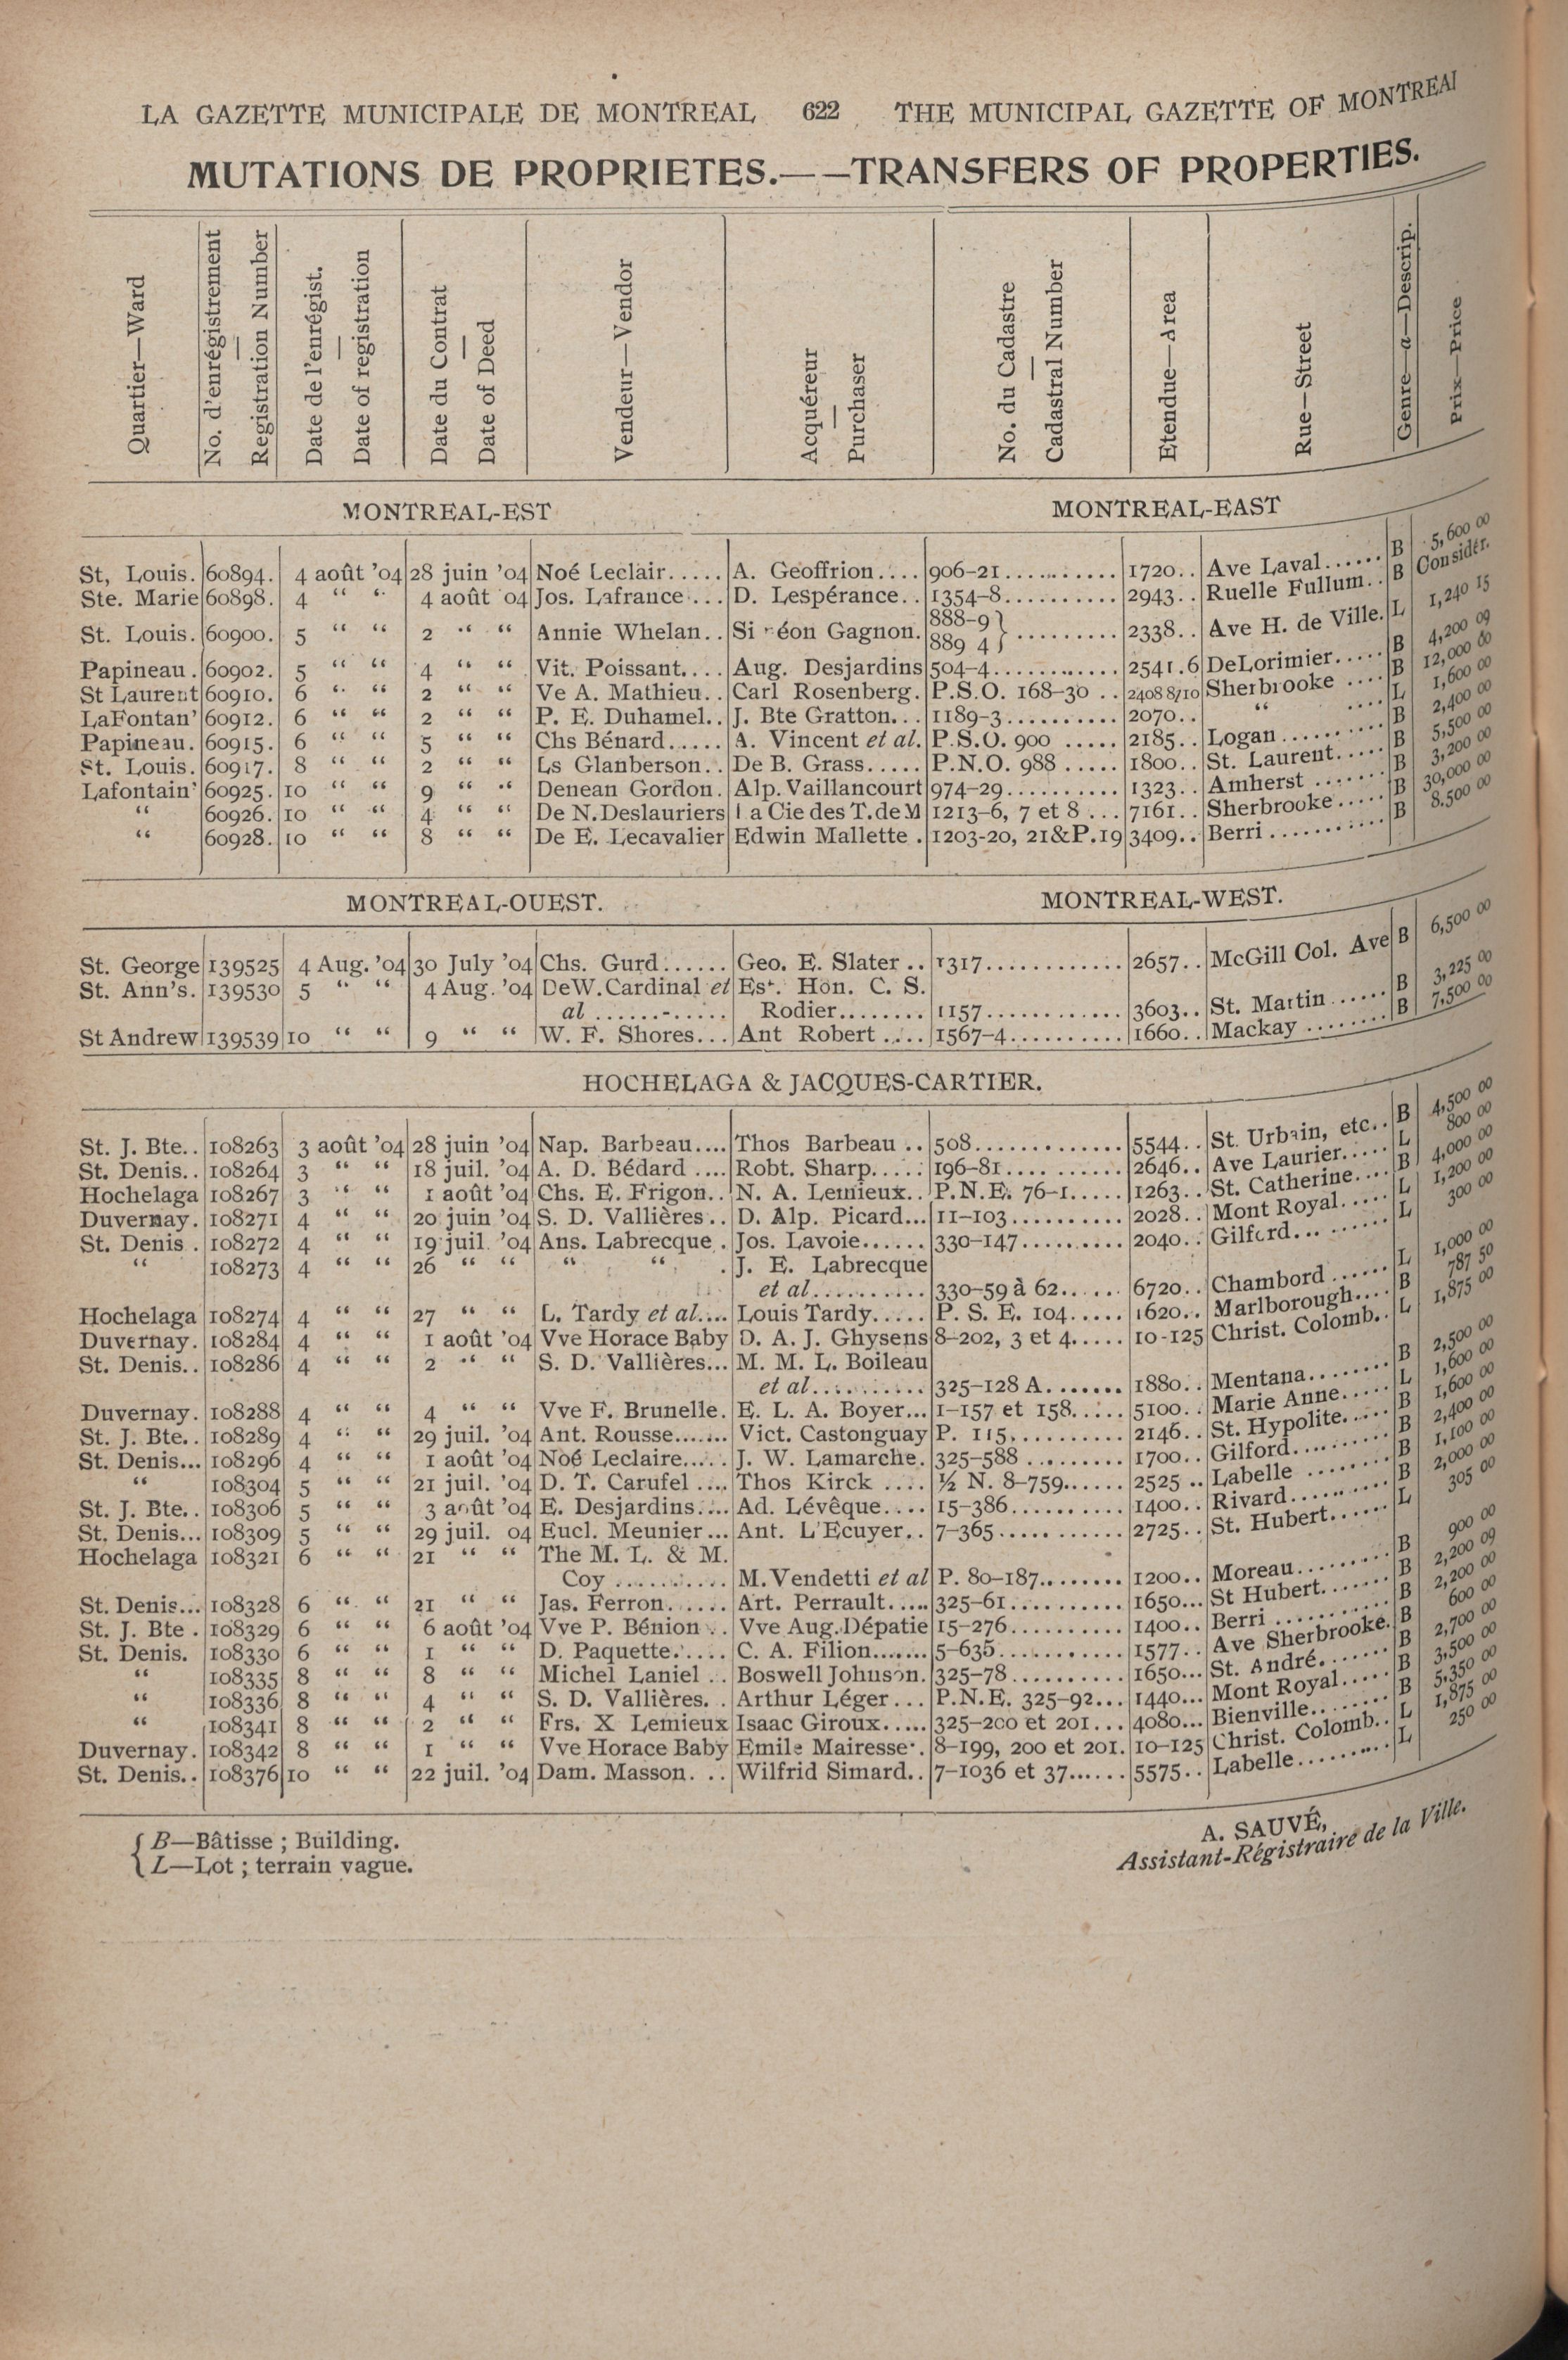 LA GAZETTE MUNICIPALE DE MONTREAL 622 THE MUNICIPAL GAZETTE OF MONTREAL
MUTATIONS DE PROPRIETES.——TRANSFERS OF PROPERTIES.
Quartier—Ward
No. d'enrégistrement — Registration Number
Date de l'enrégist. — Date of registration
Date du Contrat — Date of Deed
Vendeur—Vendor
Acquéreur — Purchaser
No. du Cadastre — Cadastral Number
Etendue—Area
Rue—Street
Genre—a—Descrip.
Prix—Price
MONTREAL-EST MONTREAL-EAST
St, Louis. 60894. 4 août '04 28 juin '04 Noé Leclair..... A. Geoffrion.... 906-21.......... 1720.. Ave Laval...... B 5,600 00
Ste. Marie 60898. 4 “ “ 4 août 04 Jos. Lafrance... D. Lespérance.. 1354-8.......... 2943.. Ruelle Fullum.. B Considér.
St. Louis. 60900. 5 “ “ 2 “ “ Annie Whelan.. Si éon Gagnon. 888-9 889 4 } ......... 2338.. Ave H. de Ville. L 1,240 15
Papineau. 60902. 5 “ “ 4 “ “ Vit. Poissant.... Aug. Desjardins 504-4........... 2541.6 DeLorimier..... B 4,200 09
St Laurent 60910. 6 “ “ 2 “ “ Ve A. Mathieu.. Carl Rosenberg. P.S.O. 168-30 .. 2408 8/10 Sherbrooke .... B 12,000 00
LaFontan' 60912. 6 “ “ 2 “ “ P. E. Duhamel.. J. Bte Gratton... 1189-3.......... 2070.. “ .... L 1,600 00
Papineau. 60915. 6 “ “ 5 “ “ Chs Bénard..... A. Vincent et al. P.S.O. 900 ..... 2185.. Logan.......... B 2,400 00
St. Louis. 60917. 8 “ “ 2 “ “ Ls Glanberson.. De B. Grass..... P.N.O. 988 ..... 1800.. St. Laurent..... B 5,500 00
Lafontain' 60925. 10 “ “ 9 “ “ Denean Gordon. Alp. Vaillancourt 974-29.......... 1323.. Amherst ....... B 3,200 00
“ 60926. 10 “ “ 4 “ “ De N.Deslauriers La Cie des T.de M 1213-6, 7 et 8 ... 7161.. Sherbrooke..... B 30,000 00
“ 60928. 10 “ “ 8 “ “ De E. Lecavalier Edwin Mallette . 1203-20, 21&P.19 3409.. Berri........... B 8.500 00
MONTREAL-OUEST. MONTREAL-WEST.
St. George 139525 4 Aug. '04 30 July '04 Chs. Gurd...... Geo. E. Slater .. 1317............ 2657.. McGill Col. Ave B 6,500 00
St. Ann's. 139530 5 “ “ 4 Aug. '04 DeW.Cardinal et Est. Hon. C. S.
al ............ Rodier........ 1157............ 3603.. St. Martin...... B 3,225 00
St Andrew 139539 10 “ “ 9 “ “ W. F. Shores... Ant Robert .... 1567-4.......... 1660.. Mackay ........ B 7,500 00
HOCHELAGA & JACQUES-CARTIER.
St. J. Bte.. 108263 3 août '04 28 juin '04 Nap. Barbeau.... Thos Barbeau .. 508............. 5544.. St. Urbain, etc.. B 4,500 00
St. Denis.. 108264 3 “ “ 18 juil. '04 A. D. Bédard .... Robt. Sharp..... 196-81.......... 2646.. Ave Laurier..... L 800 00
Hochelaga 108267 3 “ “ 1 août '04 Chs. E. Frigon.. N. A. Lemieux.. P.N.E. 76-1..... 1263.. St. Catherine.... B 4,000 00
Duvernay. 108271 4 “ “ 20 juin '04 S. D. Vallières.. D. Alp. Picard... 11-103.......... 2028.. Mont Royal..... L 1,200 00
St. Denis . 108272 4 “ “ 19 juil. '04 Ans. Labrecque . Jos. Lavoie...... 330-147.......... 2040.. Gilford......... L 300 00
“ 108273 4 “ “ 26 “ “ “ “ . J. E. Labrecque
et al.......... 330-59 à 62...... 6720.. Chambord ...... L 1,000 00
Hochelaga 108274 4 “ “ 27 “ “ L. Tardy et al.... Louis Tardy..... P. S. E. 104..... 1620.. Marlborough.... B 787 50
Duvernay. 108284 4 “ “ 1 août '04 Vve Horace Baby D. A. J. Ghysens 8-202, 3 et 4..... 10-125 Christ. Colomb.. L 1,875 00
St. Denis.. 108286 4 “ “ 2 “ “ S. D. Vallières... M. M. L. Boileau
et al.......... 325-128 A........ 1880.. Mentana........ B 2,500 00
Duvernay. 108288 4 “ “ 4 “ “ Vve F. Brunelle. E. L. A. Boyer... 1-157 et 158..... 5100.. Marie Anne..... L 1,600 00
St. J. Bte.. 108289 4 “ “ 29 juil. '04 Ant. Rousse...... Vict. Castonguay P. 115.......... 2146.. St. Hypolite..... B 1,600 00
St. Denis... 108296 4 “ “ 1 août '04 Noé Leclaire..... J. W. Lamarche. 325-588 ......... 1700.. Gilford.......... B 2,400 00
“ 108304 5 “ “ 21 juil. '04 D. T. Carufel .... Thos Kirck .... ½ N. 8-759...... 2525 .. Labelle ........ B 1,100 00
St. J. Bte.. 108306 5 “ “ 3 août '04 E. Desjardins.... Ad. Lévêque.... 15-386.......... 1400.. Rivard.......... B 2,000 00
St. Denis... 108309 5 “ “ 29 juil. 04 Eucl. Meunier... Ant. L'Ecuyer.. 7-365........... 2725.. St. Hubert...... L 305 00
Hochelaga 108321 6 “ “ 21 “ “ The M. L. & M.
Coy ........... M. Vendetti et al P. 80-187........ 1200.. Moreau......... B 900 00
St. Denis... 108328 6 “ “ 21 “ “ Jas. Ferron...... Art. Perrault..... 325-61.......... 1650... St Hubert....... B 2,200 09
St. J. Bte . 108329 6 “ “ 6 août '04 Vve P. Bénion .. Vve Aug.Dépatie 15-276.......... 1400.. Berri ........... B 2,200 00
St. Denis. 108330 6 “ “ 1 “ “ D. Paquette..... C. A. Filion....... 5-635........... 1577.. Ave Sherbrooke. B 600 00
“ 108335 8 “ “ 8 “ “ Michel Laniel .. Boswell Johnson. 325-78.......... 1650... St. André....... B 2,700 00
“ 108336 8 “ “ 4 “ “ S. D. Vallières. . Arthur Léger... P.N.E. 325-92... 1440... Mont Royal..... B 3,500 00
“ 108341 8 “ “ 2 “ “ Frs. X Lemieux Isaac Giroux..... 325-200 et 201... 4080... Bienville........ B 5,350 00
Duvernay. 108342 8 “ “ 1 “ “ Vve Horace Baby Emile Mairesse. 8-199, 200 et 201. 10-125 Christ. Colomb.. L 1,875 00
St. Denis.. 108376 10 “ “ 22 juil. '04 Dam. Masson. .. Wilfrid Simard.. 7-1036 et 37...... 5575.. Labelle.......... L 250 00
{ B—Bâtisse ; Building.
L—Lot ; terrain vague.
A. SAUVÉ,
Assistant-Régistraire de la Ville.